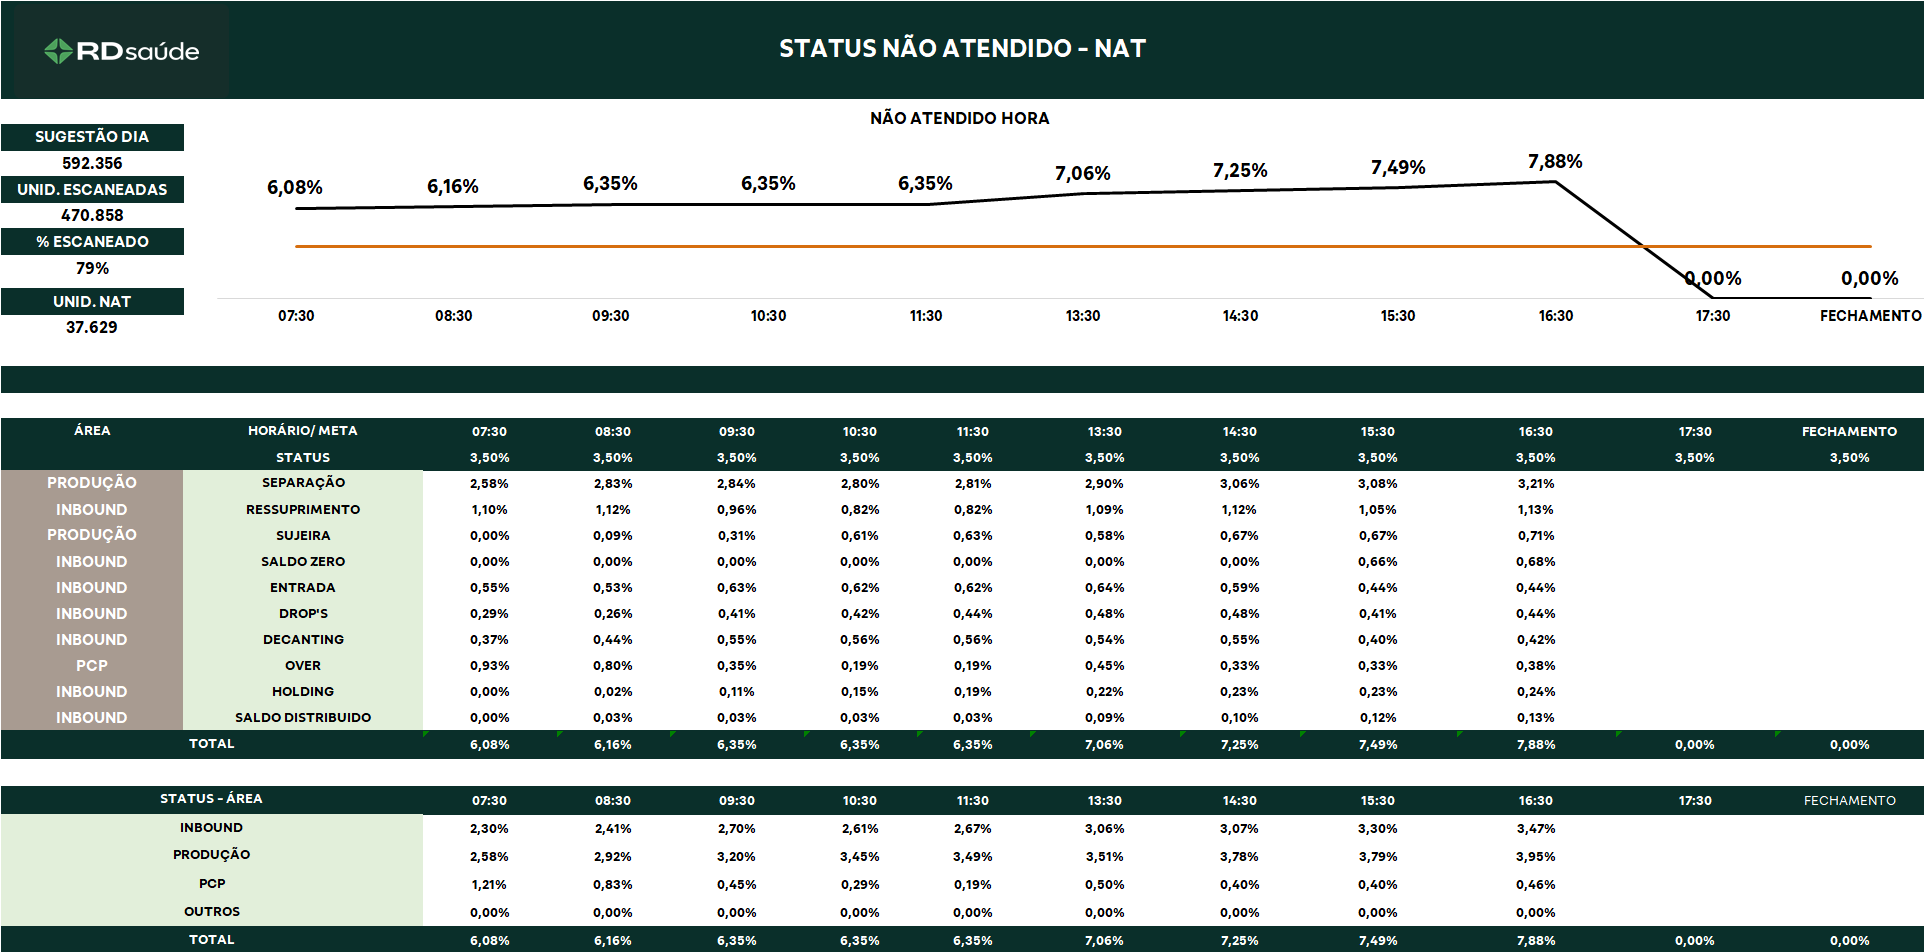 RDsaúde
STATUS NÃO ATENDIDO - NAT
NÃO ATENDIDO HORA
SUGESTÃO DIA
592.356
UNID. ESCANEADAS
470.858
% ESCANEADO
79%
UNID. NAT
37.629
6,08% 6,16% 6,35% 6,35% 6,35% 7,06% 7,25% 7,49% 7,88% 0,00% 0,00%
07:30 08:30 09:30 10:30 11:30 13:30 14:30 15:30 16:30 17:30 FECHAMENTO
ÁREA HORÁRIO/ META 07:30 08:30 09:30 10:30 11:30 13:30 14:30 15:30 16:30 17:30 FECHAMENTO
STATUS 3,50% 3,50% 3,50% 3,50% 3,50% 3,50% 3,50% 3,50% 3,50% 3,50% 3,50%
PRODUÇÃO SEPARAÇÃO 2,58% 2,83% 2,84% 2,80% 2,81% 2,90% 3,06% 3,08% 3,21%
INBOUND RESSUPRIMENTO 1,10% 1,12% 0,96% 0,82% 0,82% 1,09% 1,12% 1,05% 1,13%
PRODUÇÃO SUJEIRA 0,00% 0,09% 0,31% 0,61% 0,63% 0,58% 0,67% 0,67% 0,71%
INBOUND SALDO ZERO 0,00% 0,00% 0,00% 0,00% 0,00% 0,00% 0,00% 0,66% 0,68%
INBOUND ENTRADA 0,55% 0,53% 0,63% 0,62% 0,62% 0,64% 0,59% 0,44% 0,44%
INBOUND DROP'S 0,29% 0,26% 0,41% 0,42% 0,44% 0,48% 0,48% 0,41% 0,44%
INBOUND DECANTING 0,37% 0,44% 0,55% 0,56% 0,56% 0,54% 0,55% 0,40% 0,42%
PCP OVER 0,93% 0,80% 0,35% 0,19% 0,19% 0,45% 0,33% 0,33% 0,38%
INBOUND HOLDING 0,00% 0,02% 0,11% 0,15% 0,19% 0,22% 0,23% 0,23% 0,24%
INBOUND SALDO DISTRIBUIDO 0,00% 0,03% 0,03% 0,03% 0,03% 0,09% 0,10% 0,12% 0,13%
TOTAL 6,08% 6,16% 6,35% 6,35% 6,35% 7,06% 7,25% 7,49% 7,88% 0,00% 0,00%
STATUS - ÁREA 07:30 08:30 09:30 10:30 11:30 13:30 14:30 15:30 16:30 17:30 FECHAMENTO
INBOUND 2,30% 2,41% 2,70% 2,61% 2,67% 3,06% 3,07% 3,30% 3,47%
PRODUÇÃO 2,58% 2,92% 3,20% 3,45% 3,49% 3,51% 3,78% 3,79% 3,95%
PCP 1,21% 0,83% 0,45% 0,29% 0,19% 0,50% 0,40% 0,40% 0,46%
OUTROS 0,00% 0,00% 0,00% 0,00% 0,00% 0,00% 0,00% 0,00% 0,00%
TOTAL 6,08% 6,16% 6,35% 6,35% 6,35% 7,06% 7,25% 7,49% 7,88% 0,00% 0,00%